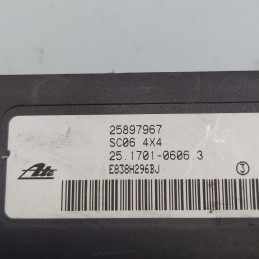 25897967
SC06 4X4
25.1701-0606.3
E838H296BJ
3
Ate